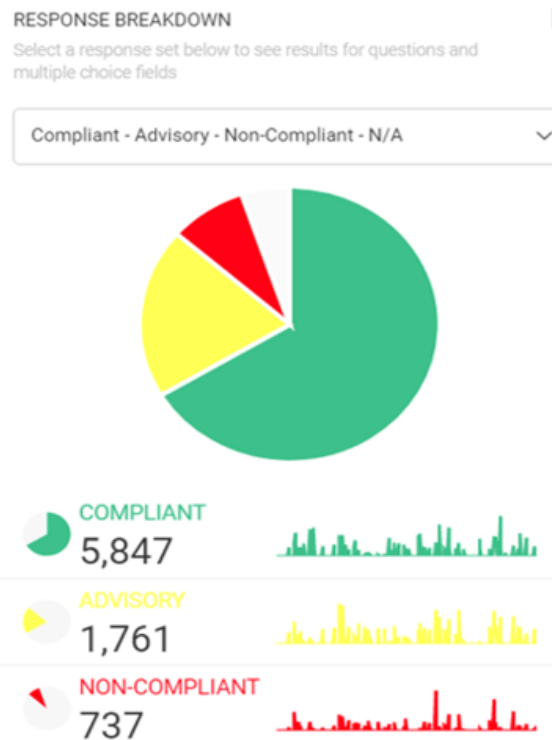 RESPONSE BREAKDOWN
Select a response set below to see results for questions and
multiple choice fields
Compliant - Advisory - Non-Compliant - N/A
COMPLIANT
5,847
ADVISORY
1,761
NON-COMPLIANT
737